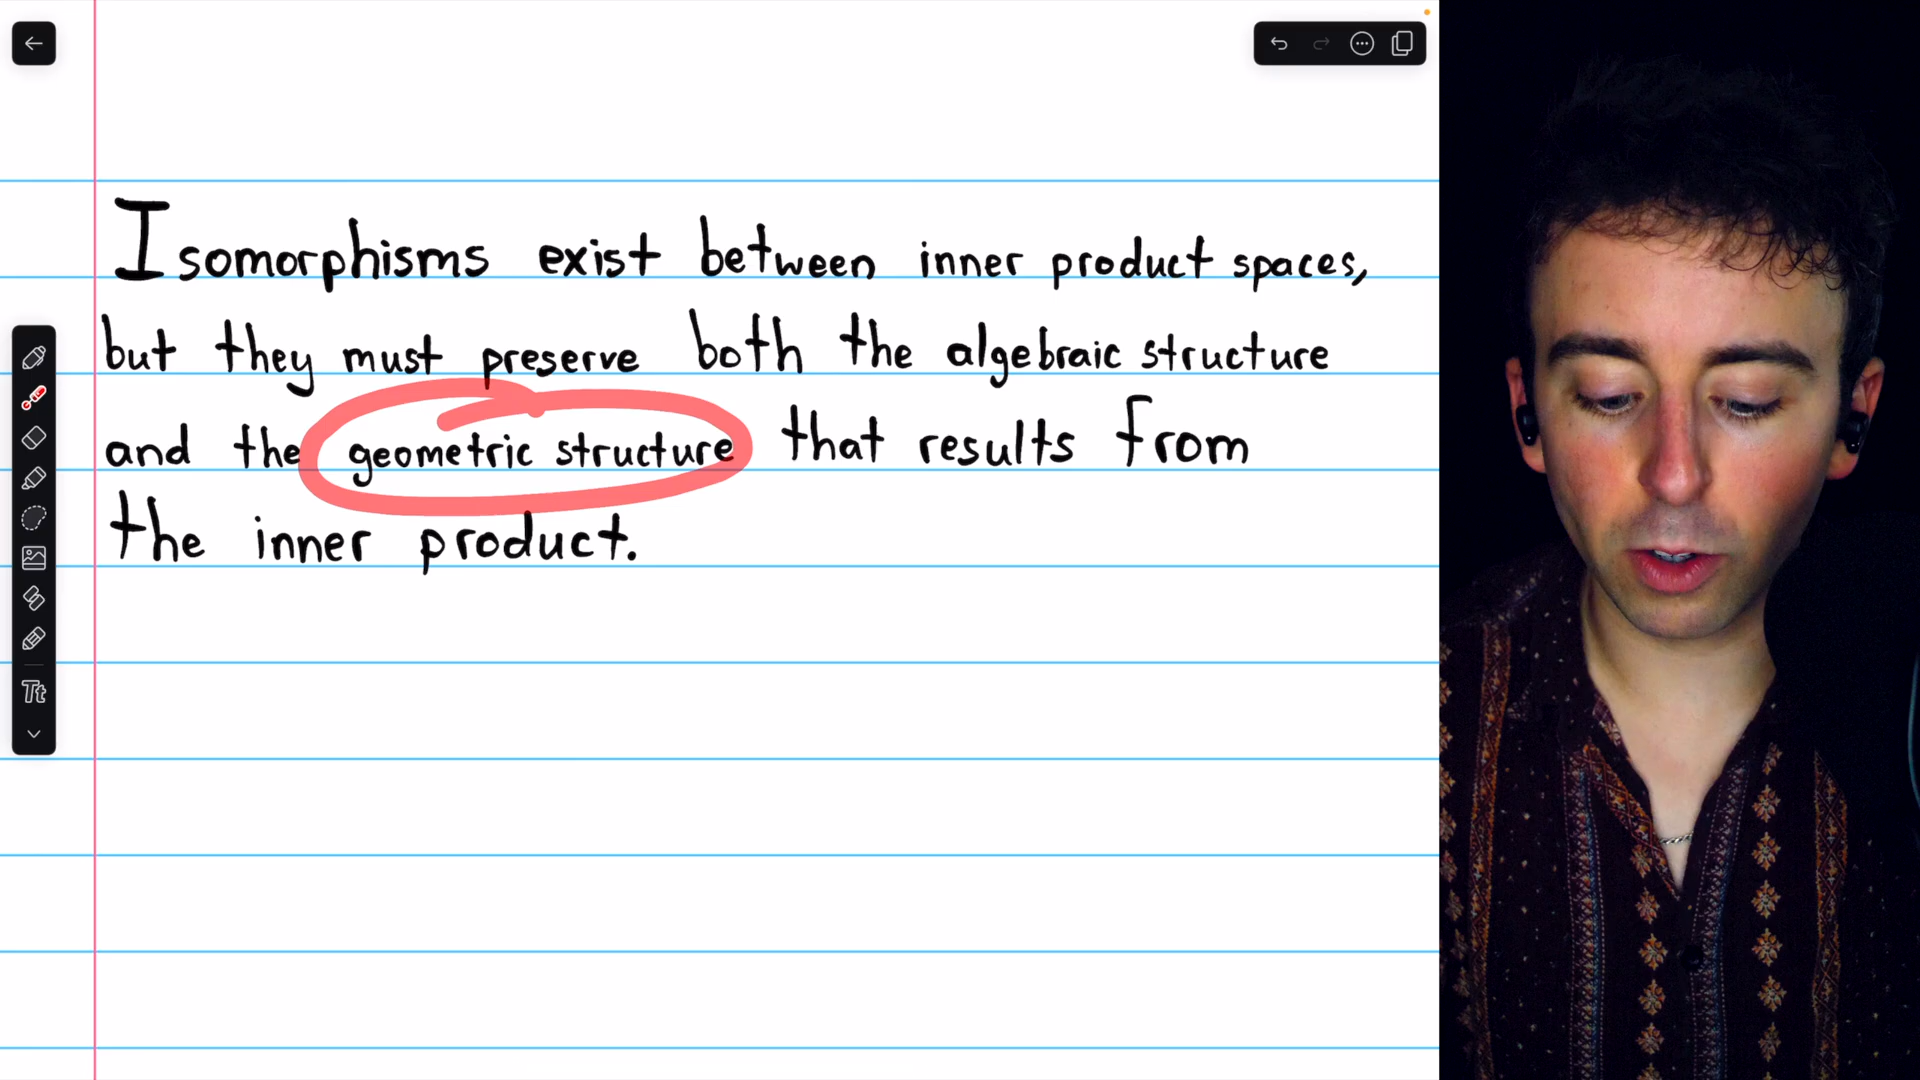 Isomorphisms exist between inner product spaces,
but they must preserve both the algebraic structure
and the geometric structure that results from
the inner product.
Tt